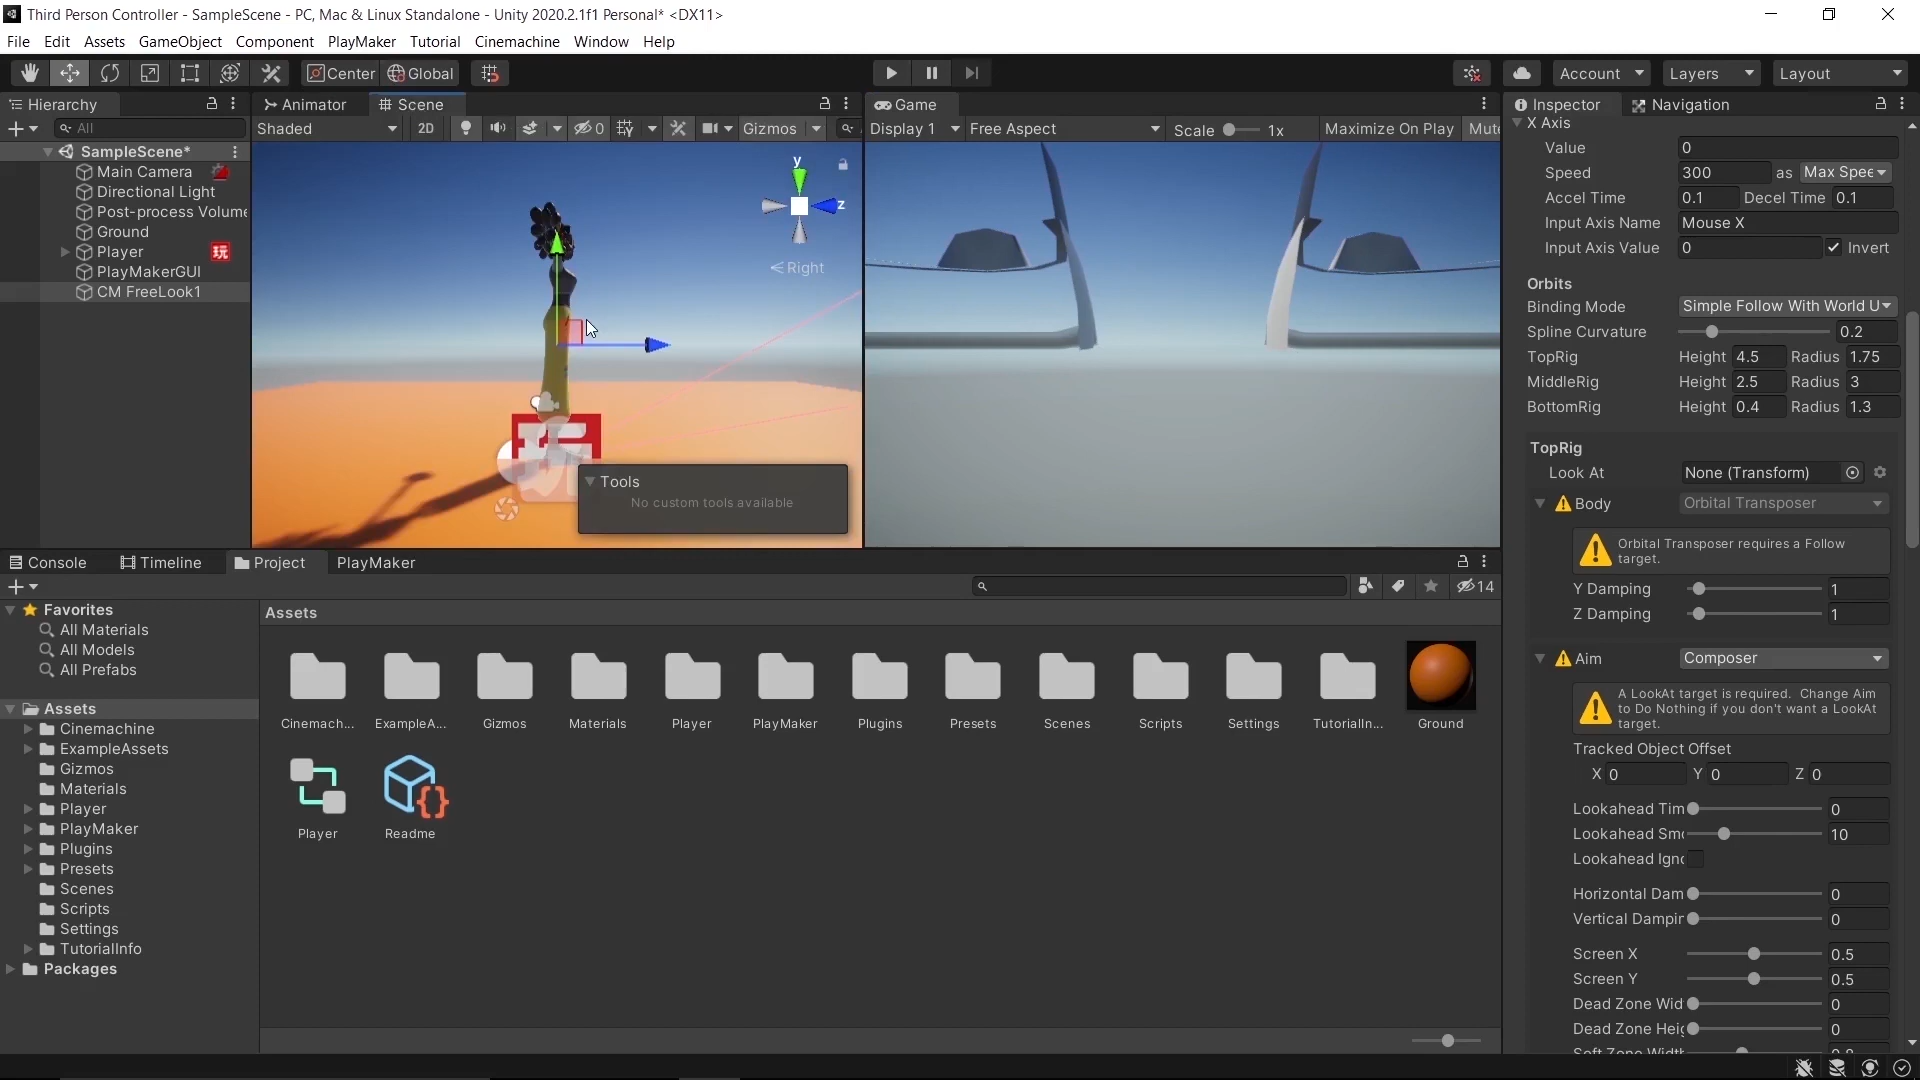 Third Person Controller - SampleScene - PC, Mac & Linux Standalone - Unity 2020.2.1f1 Personal* <DX11>
File Edit Assets GameObject Component PlayMaker Tutorial Cinemachine Window Help
Center Global Account Layers Layout
Hierarchy Animator Scene Game Inspector Navigation
All Shaded 2D 0 Gizmos Display 1 Free Aspect Scale 1x Maximize On Play Mute
SampleScene*
Main Camera
Directional Light
Post-process Volume
Ground
Player 玩
PlayMakerGUI
CM FreeLook1
y
z
Right
玩
Tools
No custom tools available
X Axis
Value 0
Speed 300 as Max Spee
Accel Time 0.1 Decel Time 0.1
Input Axis Name Mouse X
Input Axis Value 0 Invert
Orbits
Binding Mode Simple Follow With World U
Spline Curvature 0.2
TopRig Height 4.5 Radius 1.75
MiddleRig Height 2.5 Radius 3
BottomRig Height 0.4 Radius 1.3
TopRig
Look At None (Transform)
Body Orbital Transposer
Orbital Transposer requires a Follow
target.
Y Damping 1
Z Damping 1
Aim Composer
A LookAt target is required. Change Aim
to Do Nothing if you don't want a LookAt
target.
Tracked Object Offset
X 0 Y 0 Z 0
Lookahead Tim 0
Lookahead Smo 10
Lookahead Igno
Horizontal Dam 0
Vertical Dampin 0
Screen X 0.5
Screen Y 0.5
Dead Zone Wid 0
Dead Zone Heig 0
Console Timeline Project PlayMaker
14
Favorites
All Materials
All Models
All Prefabs
Assets
Cinemachine
ExampleAssets
Gizmos
Materials
Player
PlayMaker
Plugins
Presets
Scenes
Scripts
Settings
TutorialInfo
Packages
Assets
Cinemach... ExampleA... Gizmos Materials Player PlayMaker Plugins Presets Scenes Scripts Settings TutorialIn... Ground
Player Readme